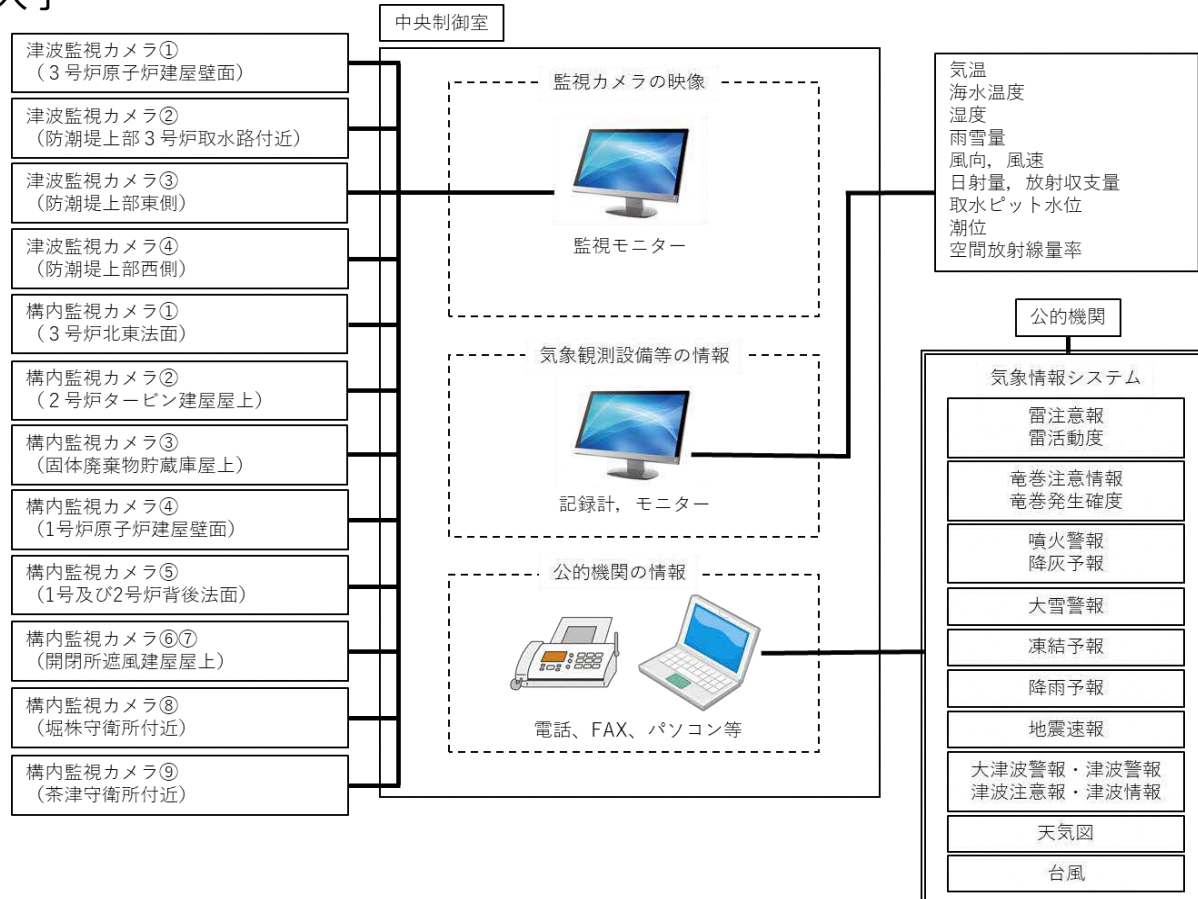 中央制御室
津波監視カメラ①
（３号炉原子炉建屋壁面）
津波監視カメラ②
（防潮堤上部３号炉取水路付近）
津波監視カメラ③
（防潮堤上部東側）
津波監視カメラ④
（防潮堤上部西側）
構内監視カメラ①
（３号炉北東法面）
構内監視カメラ②
（２号炉タービン建屋屋上）
構内監視カメラ③
（固体廃棄物貯蔵庫屋上）
構内監視カメラ④
（1号炉原子炉建屋壁面）
構内監視カメラ⑤
（1号及び2号炉背後法面）
構内監視カメラ⑥⑦
（開閉所遮風建屋屋上）
構内監視カメラ⑧
（堀株守衛所付近）
構内監視カメラ⑨
（茶津守衛所付近）
監視カメラの映像
監視モニター
気象観測設備等の情報
記録計，モニター
公的機関の情報
電話、FAX、パソコン等
気温
海水温度
湿度
雨雪量
風向，風速
日射量，放射収支量
取水ピット水位
潮位
空間放射線量率
公的機関
気象情報システム
雷注意報
雷活動度
竜巻注意情報
竜巻発生確度
噴火警報
降灰予報
大雪警報
凍結予報
降雨予報
地震速報
大津波警報・津波警報
津波注意報・津波情報
天気図
台風